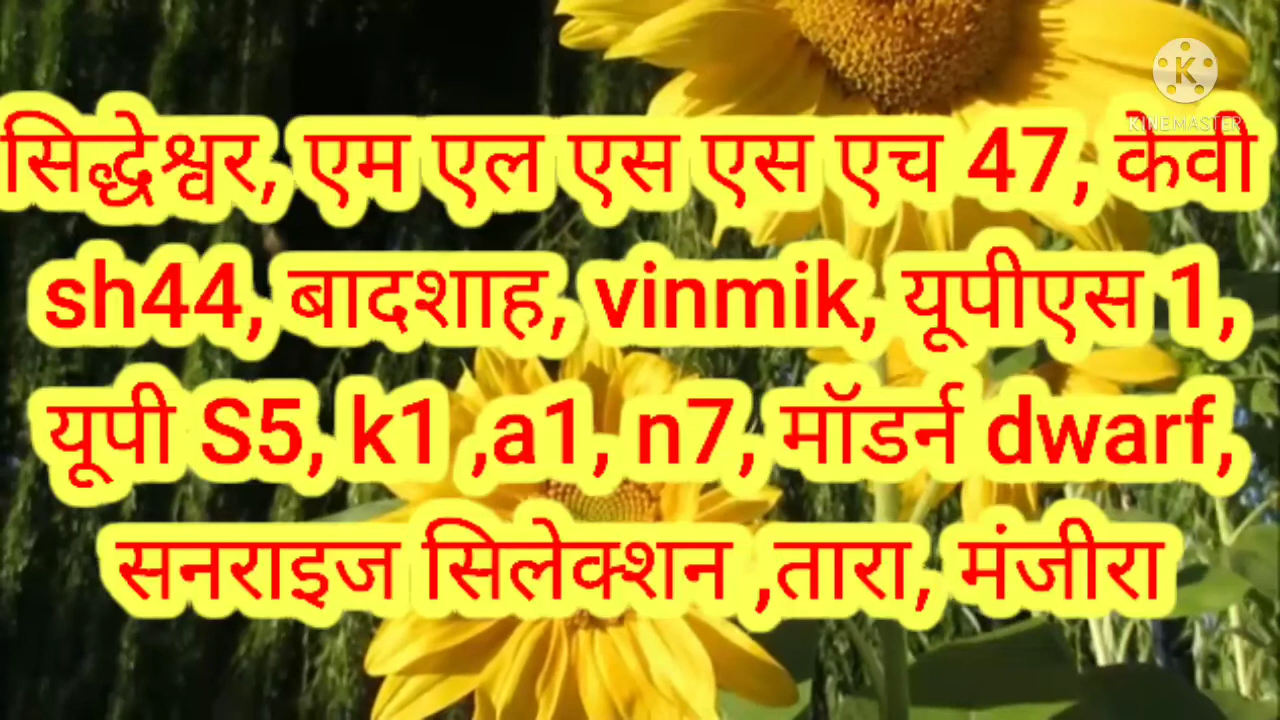 KINEMASTER
सिद्धेश्वर, एम एल एस एस एच 47, केवी
sh44, बादशाह, vinmik, यूपीएस 1,
यूपी S5, k1 ,a1, n7, मॉडर्न dwarf,
सनराइज सिलेक्शन ,तारा, मंजीरा